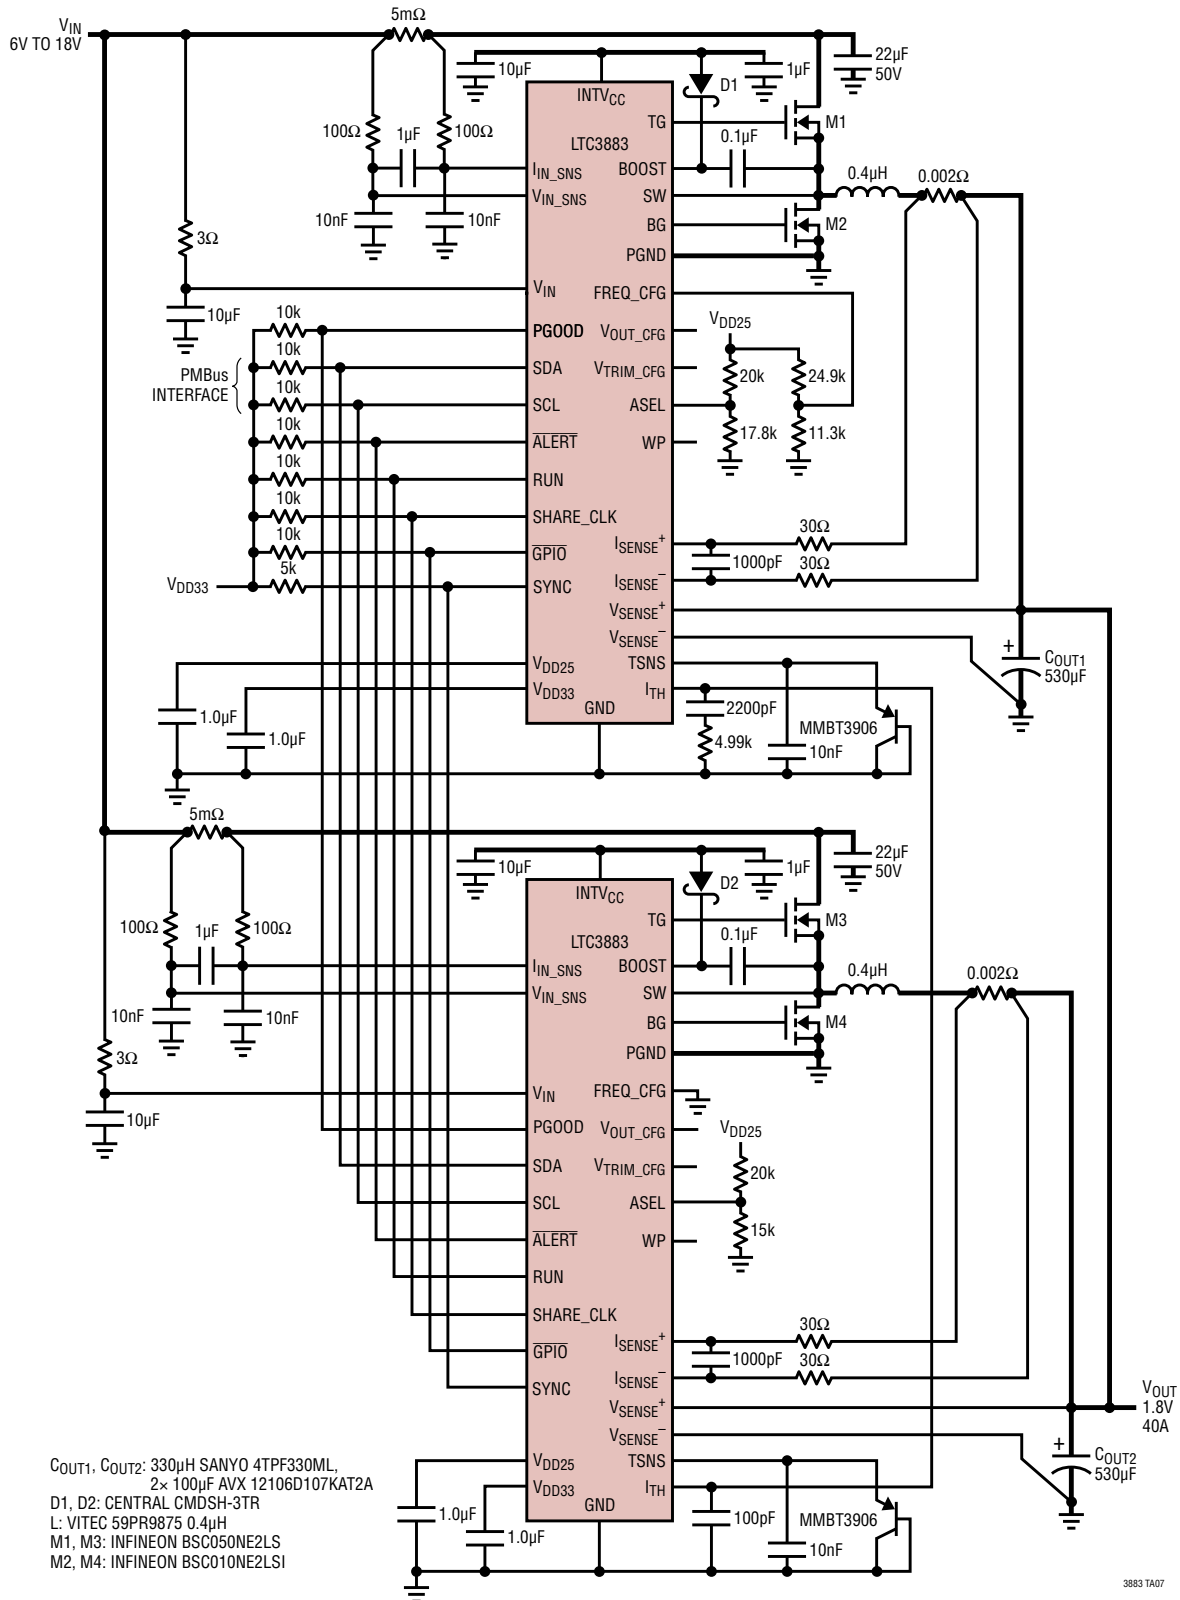 VIN
6V TO 18V
5mΩ
10µF
1µF
22µF
50V
D1
INTVCC
LTC3883
100Ω
1µF
100Ω
TG
M1
0.1µF
IIN_SNS
BOOST
0.4µH
0.002Ω
VIN_SNS
SW
10nF
10nF
BG
M2
3Ω
PGND
VIN
FREQ_CFG
10µF
10k
VDD25
PGOOD
VOUT_CFG
10k
PMBus
INTERFACE
SDA
VTRIM_CFG
20k
24.9k
10k
SCL
ASEL
10k
17.8k
11.3k
ALERT
WP
10k
RUN
10k
SHARE_CLK
30Ω
10k
GPIO
ISENSE+
1000pF
30Ω
5k
VDD33
SYNC
ISENSE–
VSENSE+
VSENSE–
+
COUT1
530µF
VDD25
TSNS
VDD33
ITH
GND
2200pF
1.0µF
1.0µF
4.99k
10nF
MMBT3906
5mΩ
10µF
1µF
22µF
50V
D2
INTVCC
LTC3883
100Ω
1µF
100Ω
TG
M3
0.1µF
IIN_SNS
BOOST
0.4µH
0.002Ω
VIN_SNS
SW
10nF
10nF
BG
M4
3Ω
PGND
VIN
FREQ_CFG
10µF
PGOOD
VOUT_CFG
VDD25
SDA
VTRIM_CFG
20k
SCL
ASEL
15k
ALERT
WP
RUN
SHARE_CLK
30Ω
GPIO
ISENSE+
1000pF
30Ω
SYNC
ISENSE–
VSENSE+
VOUT
1.8V
40A
VSENSE–
+
COUT2
530µF
VDD25
TSNS
VDD33
ITH
GND
1.0µF
1.0µF
100pF
10nF
MMBT3906
COUT1, COUT2: 330µH SANYO 4TPF330ML,
2× 100µF AVX 12106D107KAT2A
D1, D2: CENTRAL CMDSH-3TR
L: VITEC 59PR9875 0.4µH
M1, M3: INFINEON BSC050NE2LS
M2, M4: INFINEON BSC010NE2LSI
3883 TA07